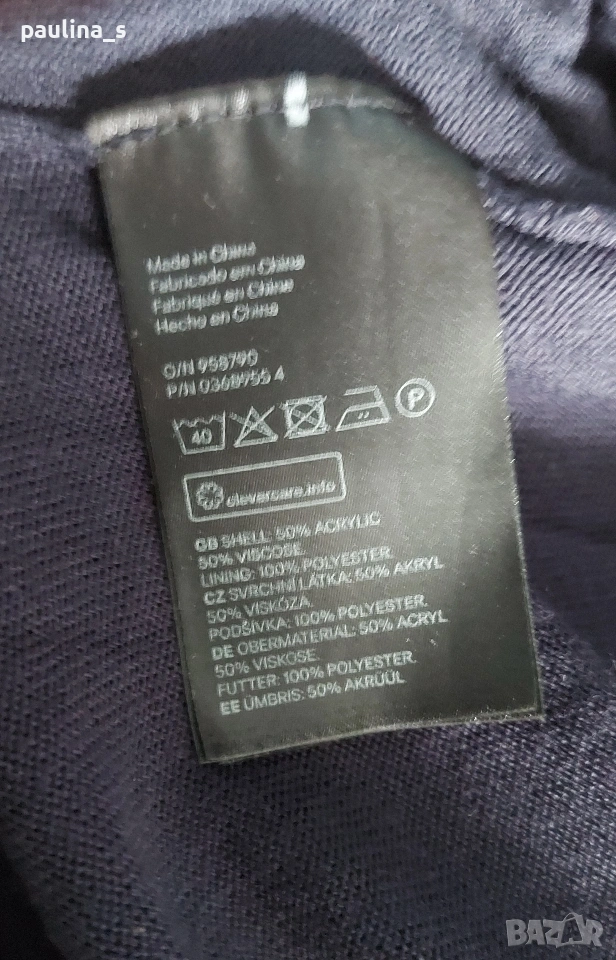 paulina_s
Made in China
Fabricado em China
Fabriqué en China
Hecho en China
O/N 958790
P/N 0368955 4
40
P
clevercare.info
GB SHELL: 50% ACRYLIC
50% VISCOSE.
LINING: 100% POLYESTER.
CZ SVRCHNÍ LÁTKA: 50% AKRYL
50% VISKÓZA.
PODŠÍVKA: 100% POLYESTER.
DE OBERMATERIAL: 50% ACRYL
50% VISKOSE.
FUTTER: 100% POLYESTER.
EE ÜMBRIS: 50% AKRÜÜL
BAZAR